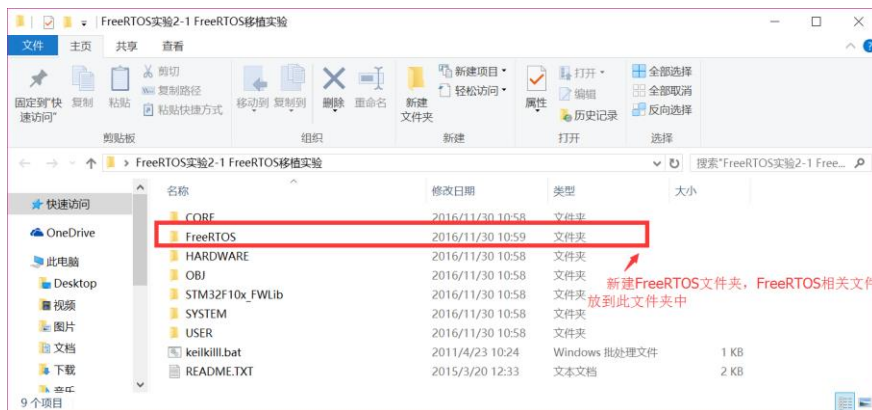 FreeRTOS实验2-1 FreeRTOS移植实验
文件 主页 共享 查看
固定到"快速访问"
复制
粘贴
剪切
复制路径
粘贴快捷方式
剪贴板
移动到
复制到
删除
重命名
组织
新建文件夹
新建项目
轻松访问
新建
属性
打开
编辑
历史记录
打开
全部选择
全部取消
反向选择
选择
FreeRTOS实验2-1 FreeRTOS移植实验
搜索"FreeRTOS实验2-1 Free...
快速访问
OneDrive
此电脑
Desktop
视频
图片
文档
下载
音乐
名称 修改日期 类型 大小
CORE 2016/11/30 10:58 文件夹
FreeRTOS 2016/11/30 10:59 文件夹
HARDWARE 2016/11/30 10:58 文件夹
OBJ 2016/11/30 10:58 文件夹
STM32F10x_FWLib 2016/11/30 10:58 文件夹
SYSTEM 2016/11/30 10:58 文件夹
USER 2016/11/30 10:58 文件夹
keilkilll.bat 2011/4/23 10:24 Windows 批处理文件 1 KB
README.TXT 2015/3/20 12:33 文本文档 2 KB
新建FreeRTOS文件夹，FreeRTOS相关文件
放到此文件夹中
9 个项目